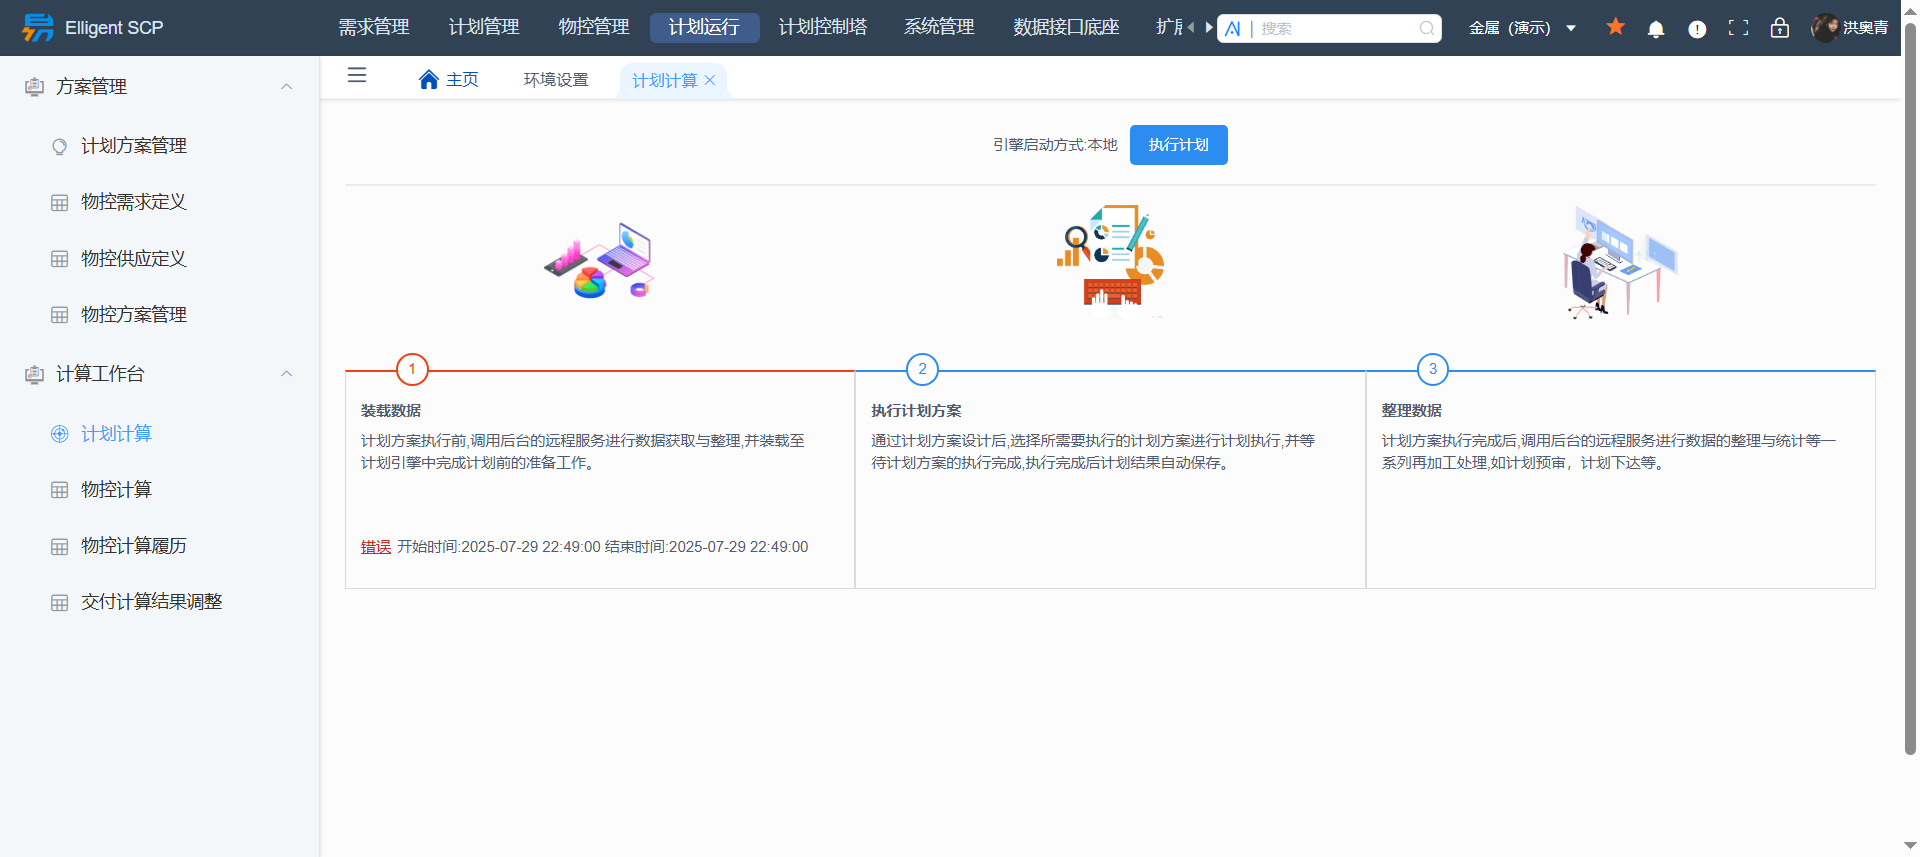 Elligent SCP
需求管理
计划管理
物控管理
计划运行
计划控制塔
系统管理
数据接口底座
AI
搜索
金属（演示）
洪奥青
主页
环境设置
计划计算
方案管理
计划方案管理
物控需求定义
物控供应定义
物控方案管理
计算工作台
计划计算
物控计算
物控计算履历
交付计算结果调整
引擎启动方式:本地
执行计划
1
装载数据
计划方案执行前,调用后台的远程服务进行数据获取与整理,并装载至
计划引擎中完成计划前的准备工作。
错误 开始时间:2025-07-29 22:49:00 结束时间:2025-07-29 22:49:00
2
执行计划方案
通过计划方案设计后,选择所需要执行的计划方案进行计划执行,并等
待计划方案的执行完成,执行完成后计划结果自动保存。
3
整理数据
计划方案执行完成后,调用后台的远程服务进行数据的整理与统计等一
系列再加工处理,如计划预审，计划下达等。